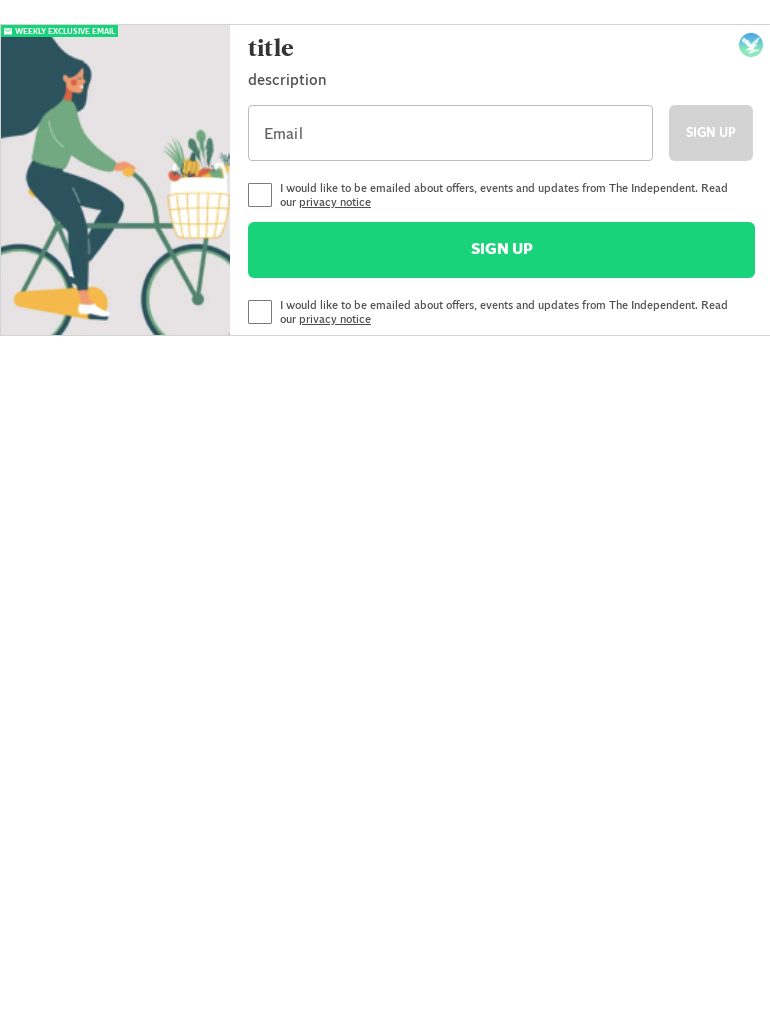 WEEKLY EXCLUSIVE EMAIL
title
description
Email
SIGN UP
I would like to be emailed about offers, events and updates from The Independent. Read
our privacy notice
SIGN UP
I would like to be emailed about offers, events and updates from The Independent. Read
our privacy notice